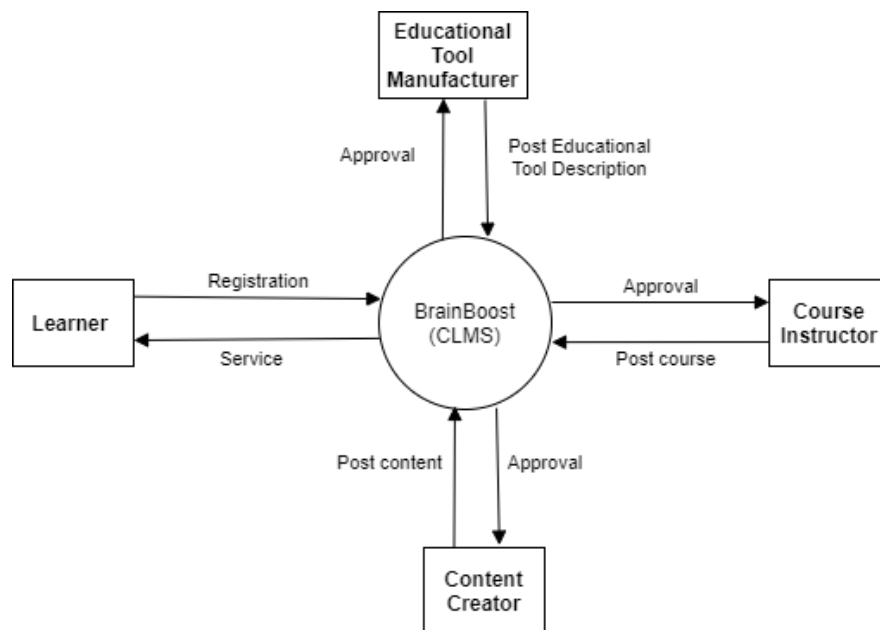 Educational
Tool
Manufacturer
Approval
Post Educational
Tool Description
Registration
Learner
Service
BrainBoost
(CLMS)
Approval
Course
Instructor
Post course
Post content
Approval
Content
Creator